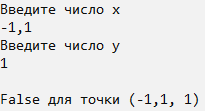 Введите число x
-1,1
Введите число y
1
False для точки (-1,1, 1)